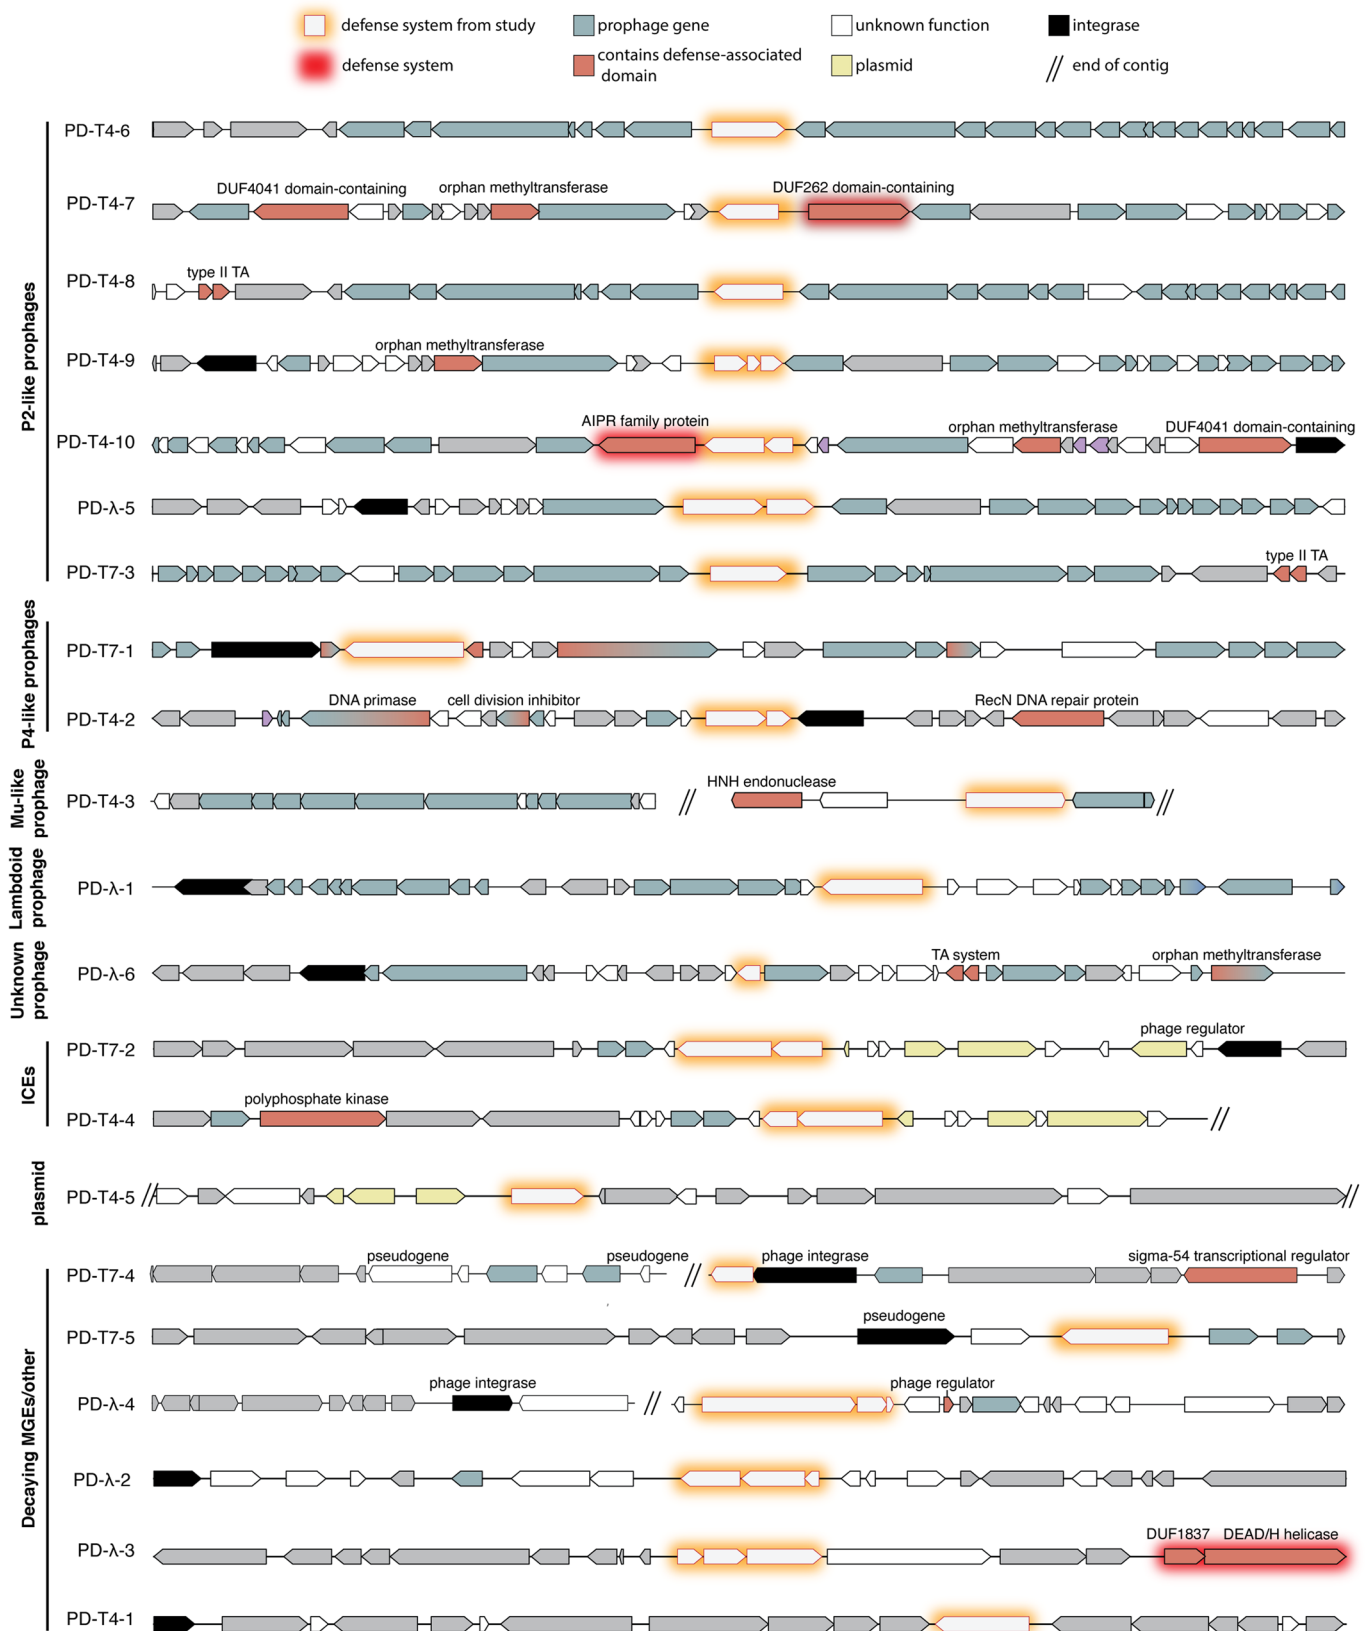 defense system from study
prophage gene
unknown function
integrase
defense system
contains defense-associated
domain
plasmid
end of contig
P2-like prophages
PD-T4-6
DUF4041 domain-containing
orphan methyltransferase
DUF262 domain-containing
PD-T4-7
type II TA
PD-T4-8
orphan methyltransferase
PD-T4-9
AIPR family protein
orphan methyltransferase
DUF4041 domain-containing
PD-T4-10
PD-λ-5
type II TA
PD-T7-3
P4-like prophages
PD-T7-1
DNA primase
cell division inhibitor
RecN DNA repair protein
PD-T4-2
Mu-like
prophage
HNH endonuclease
PD-T4-3
Lambdoid
prophage
PD-λ-1
Unknown
prophage
TA system
orphan methyltransferase
PD-λ-6
ICEs
phage regulator
PD-T7-2
polyphosphate kinase
PD-T4-4
plasmid
PD-T4-5
Decaying MGEs/other
pseudogene
pseudogene
phage integrase
sigma-54 transcriptional regulator
PD-T7-4
pseudogene
PD-T7-5
phage integrase
phage regulator
PD-λ-4
PD-λ-2
DUF1837
DEAD/H helicase
PD-λ-3
PD-T4-1